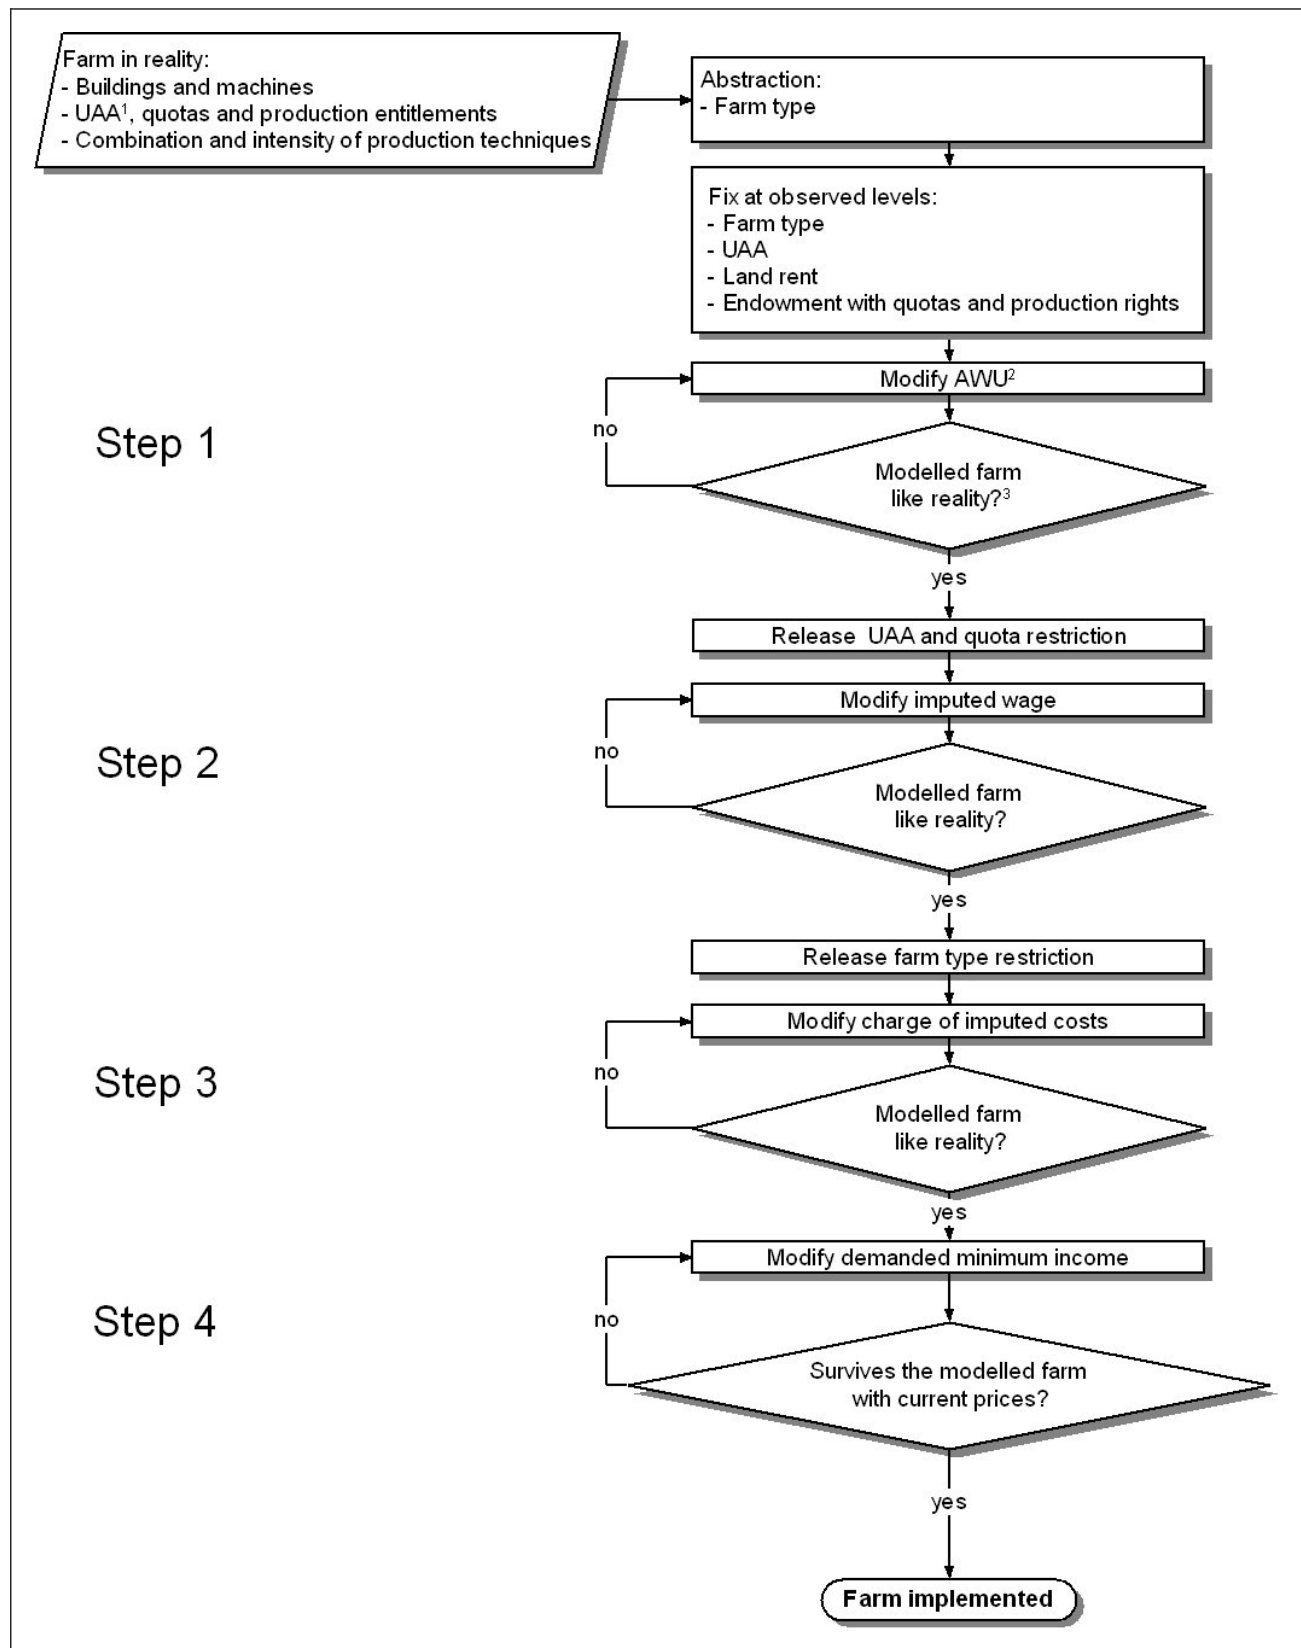 Farm in reality:
- Buildings and machines
- UAA¹, quotas and production entitlements
- Combination and intensity of production techniques
Abstraction:
- Farm type
Fix at observed levels:
- Farm type
- UAA
- Land rent
- Endowment with quotas and production rights
Step 1
Modify AWU²
no
Modelled farm
like reality?³
yes
Release UAA and quota restriction
Step 2
Modify imputed wage
no
Modelled farm
like reality?
yes
Release farm type restriction
Step 3
Modify charge of imputed costs
no
Modelled farm
like reality?
yes
Step 4
Modify demanded minimum income
no
Survives the modelled farm
with current prices?
yes
Farm implemented